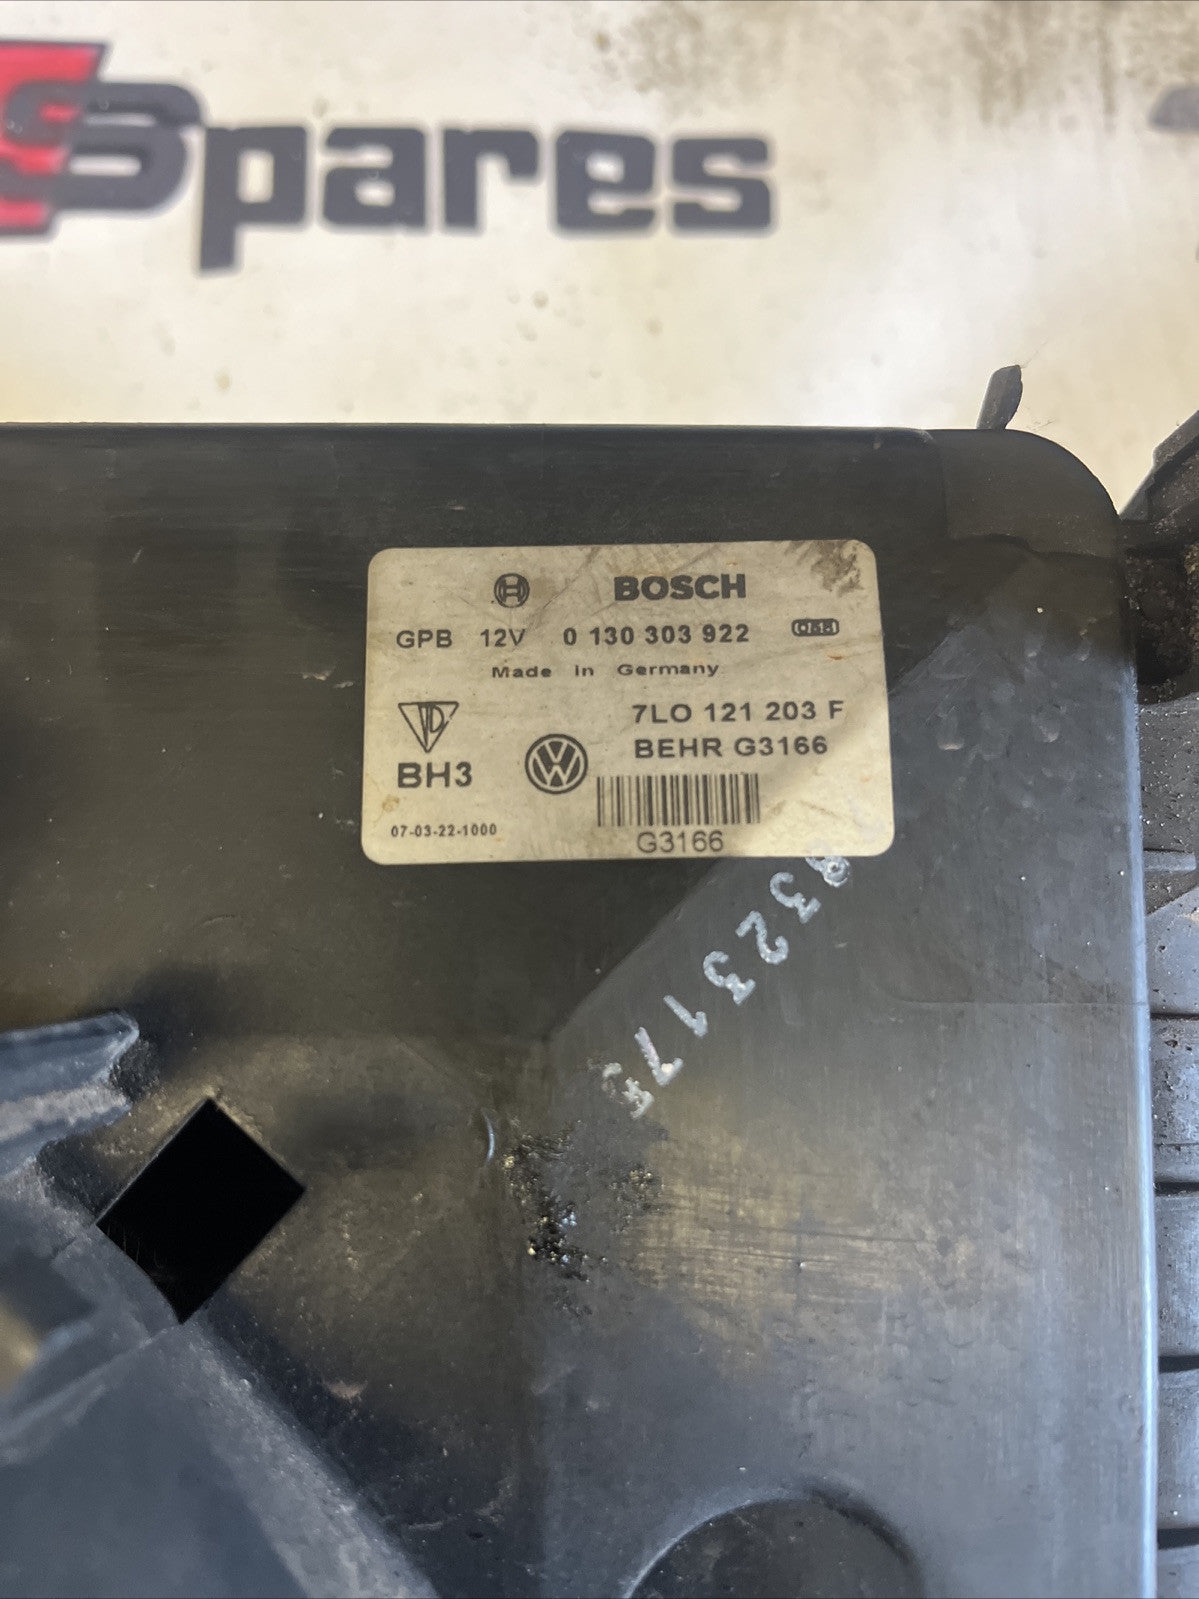 Spares
BOSCH
GPB 12V 0 130 303 922
Made in Germany
7LO 121 203 F
BEHR G3166
BH3
07-03-22-1000
G3166